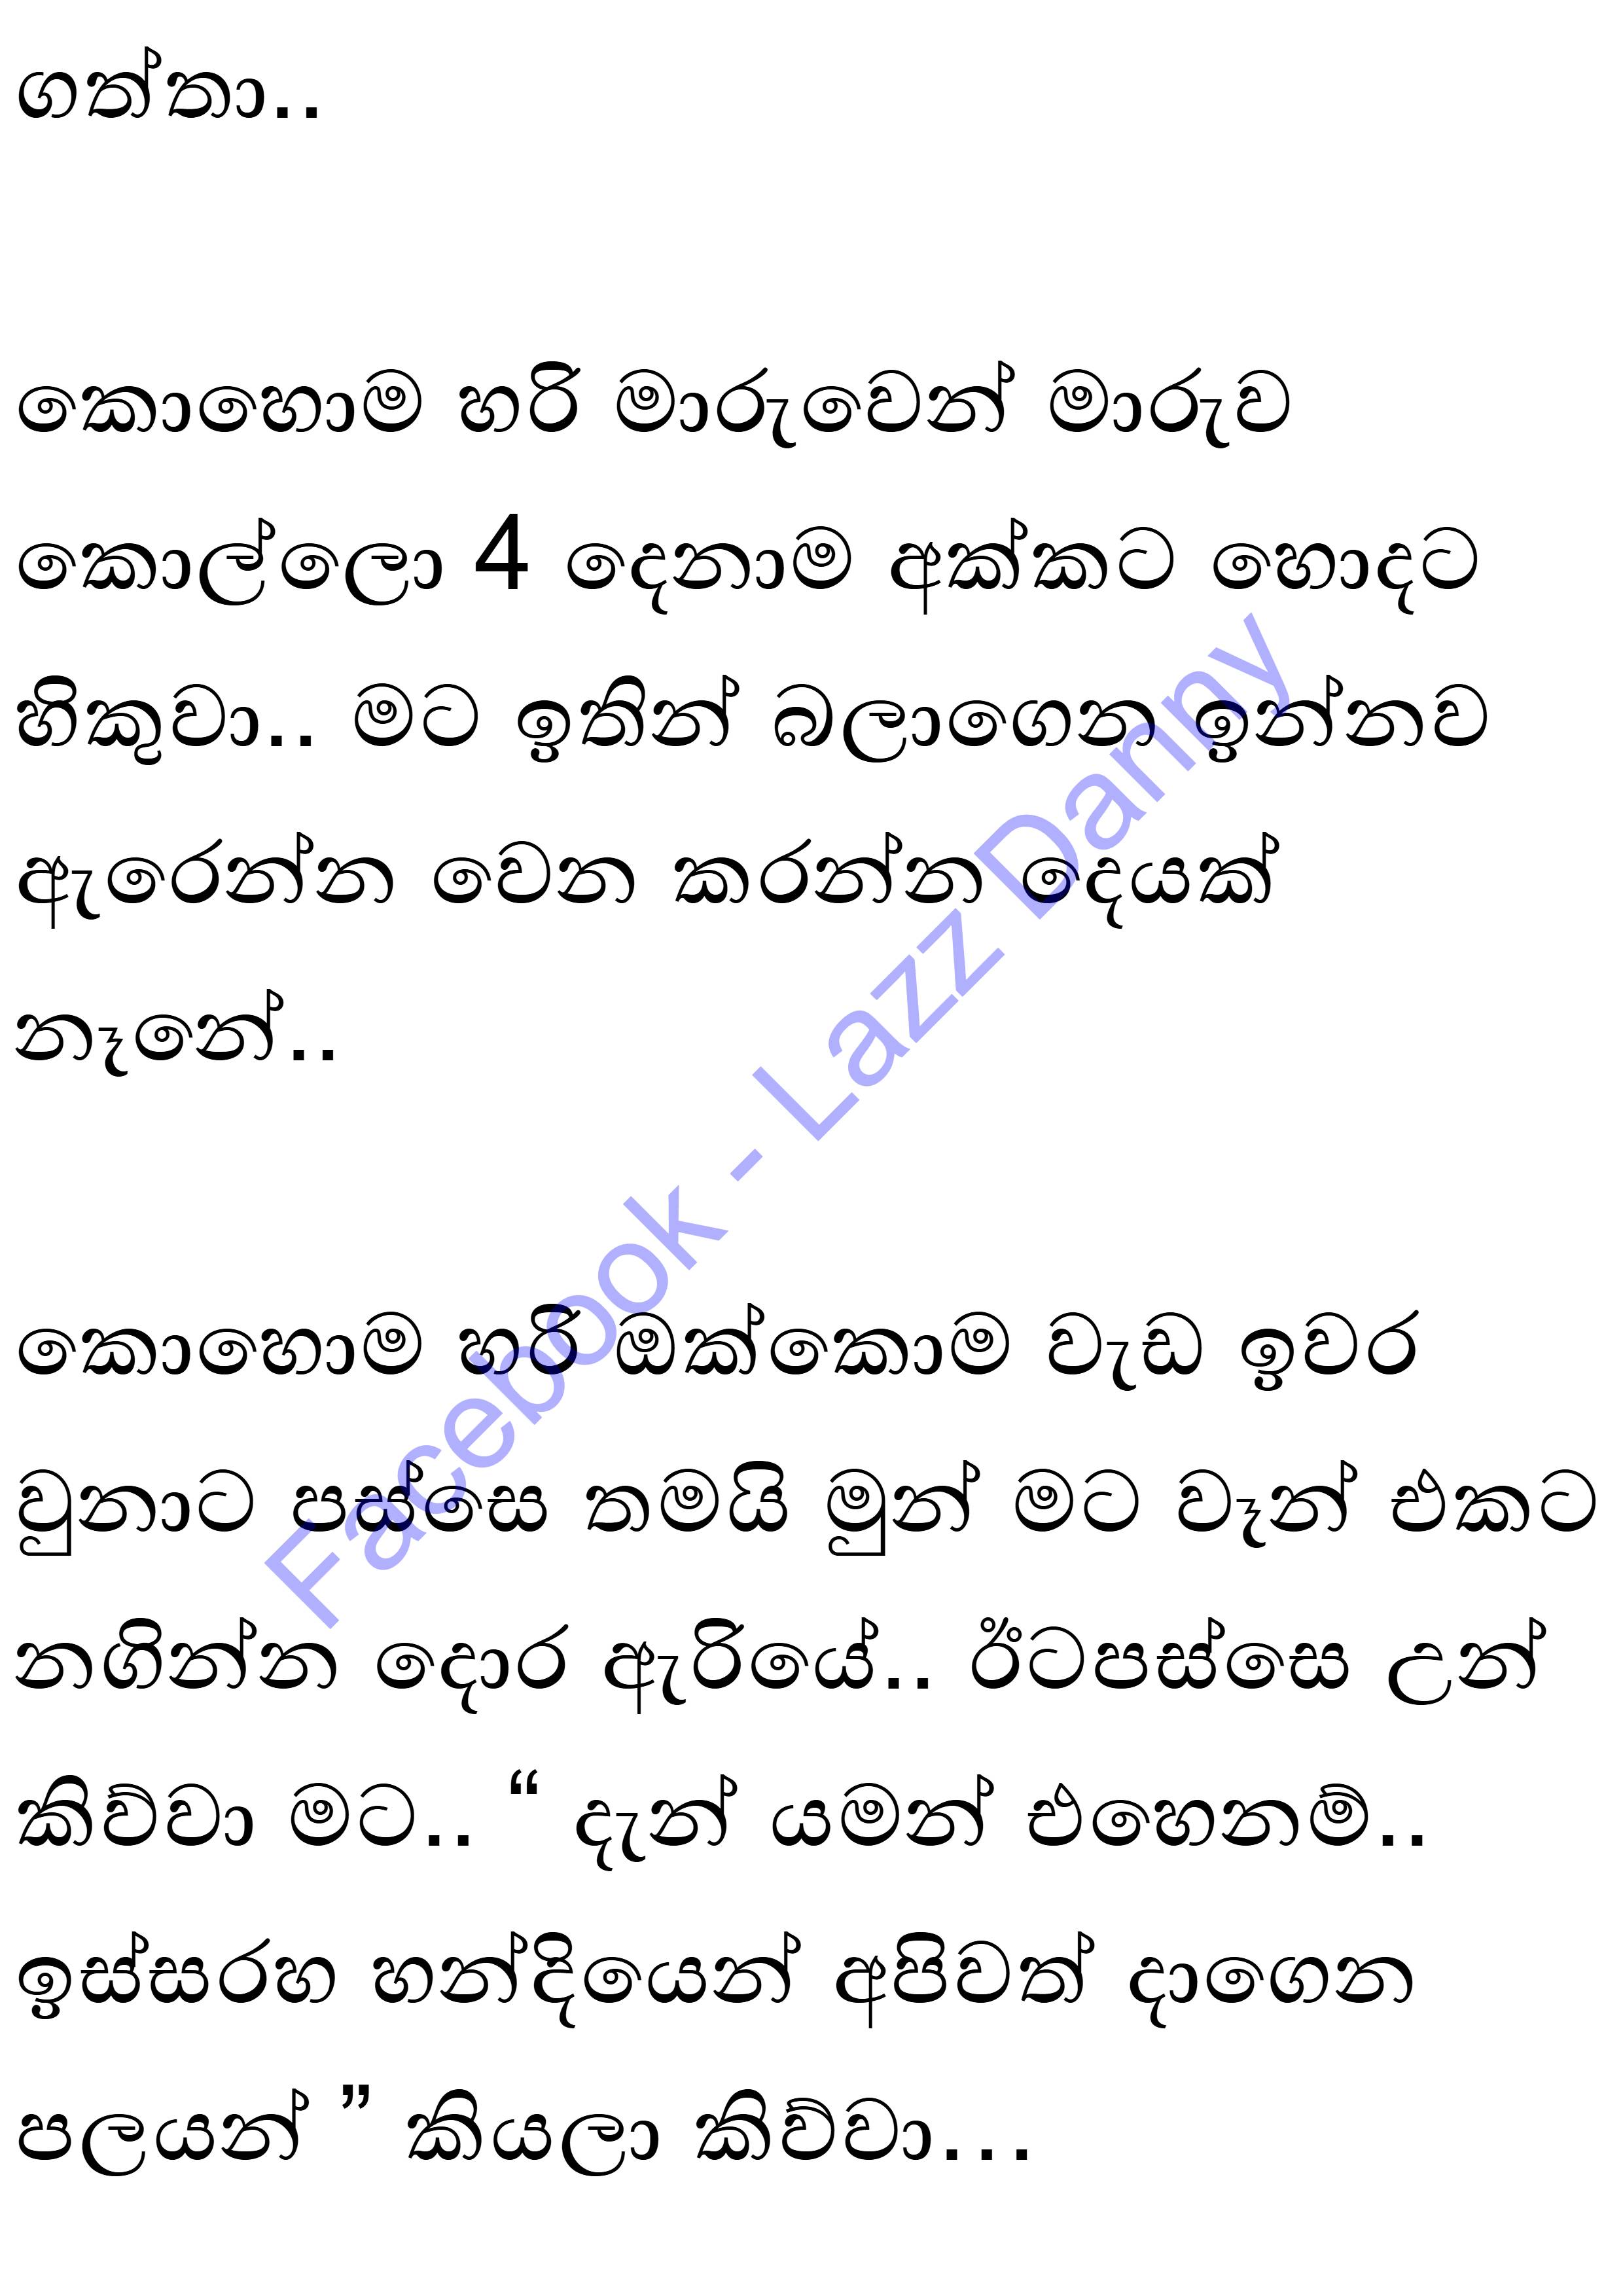 ගත්තා..
කොහොම හරි මාරුවෙන් මාරුව
කොල්ලො 4 දෙනාම අක්කට හොදට
හිකුවා.. මට ඉතින් බලාගෙන ඉන්නව
ඇරෙන්න වෙන කරන්න දෙයක්
නෑනේ..
කොහොම හරි ඔක්කොම වැඩ ඉවර
වුනාට පස්සෙ තමයි මුන් මට වෑන් එකට
නගින්න දොර ඇරියේ.. ඊටපස්සෙ උන්
කිව්වා මට.. “ දැන් යමන් එහෙනම්..
ඉස්සරහ හන්දියෙන් අපිවත් දාගෙන
පලයන් ” කියලා කිව්වා...
Facebook - Lazz Danny